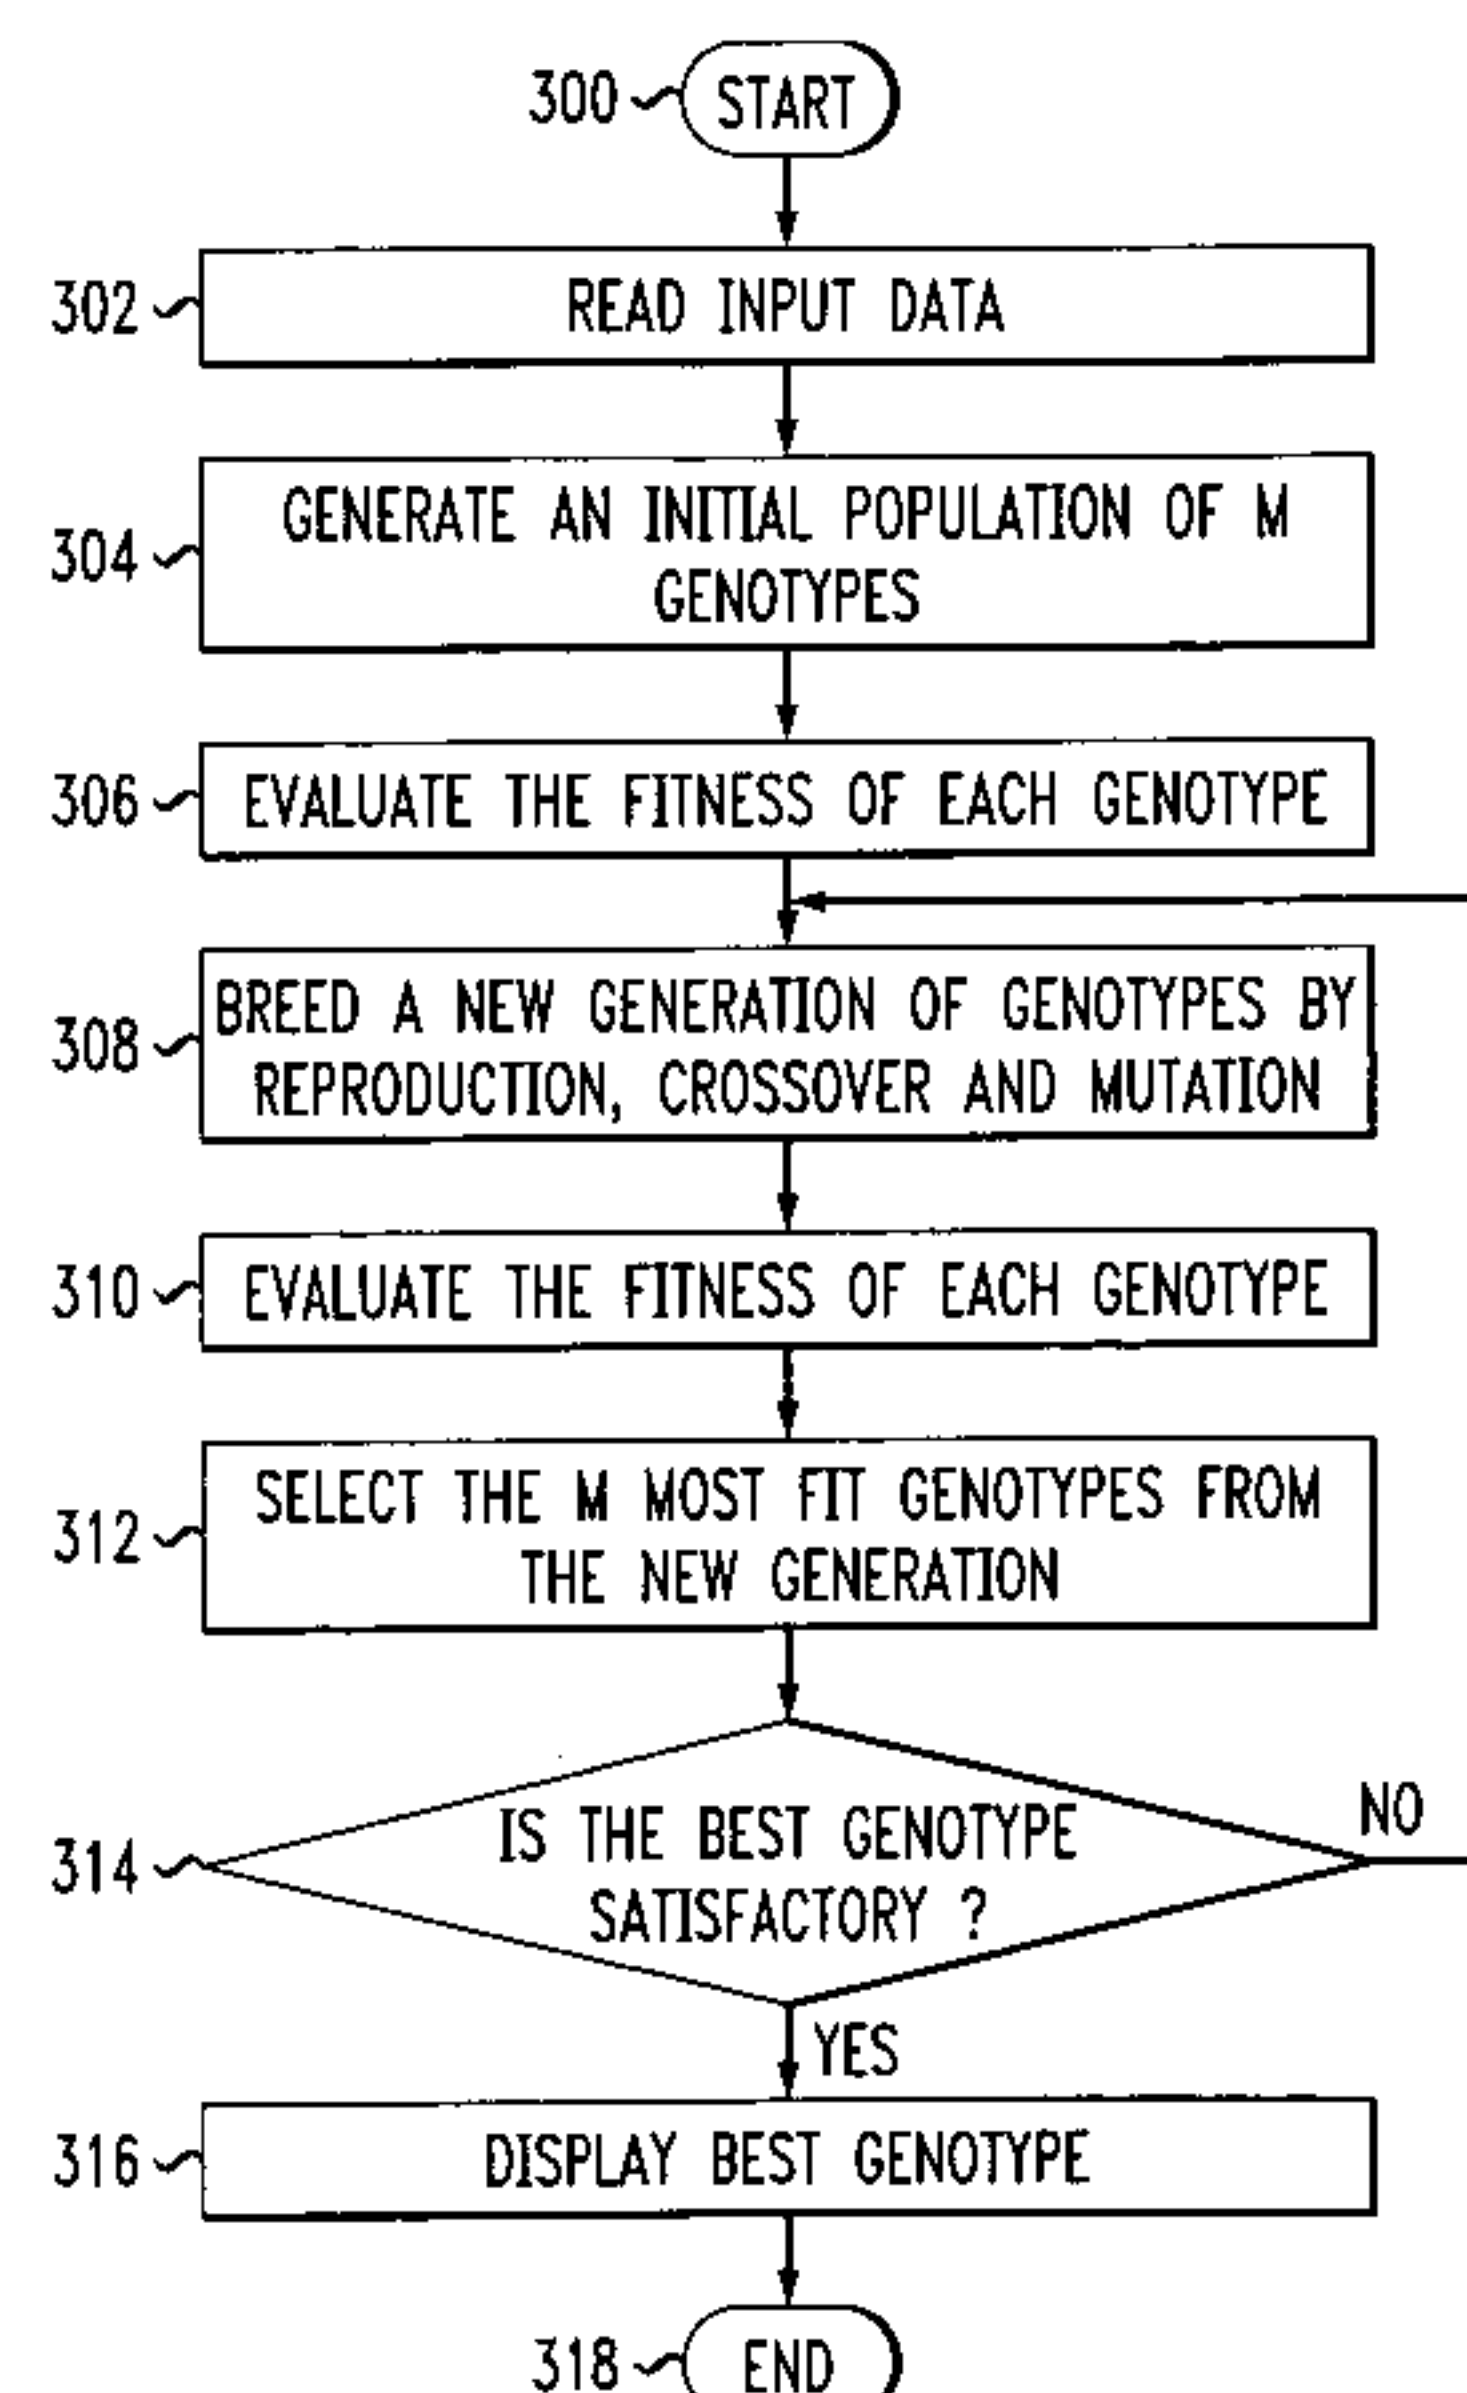 300 START
302 READ INPUT DATA
304 GENERATE AN INITIAL POPULATION OF M
GENOTYPES
306 EVALUATE THE FITNESS OF EACH GENOTYPE
308 BREED A NEW GENERATION OF GENOTYPES BY
REPRODUCTION, CROSSOVER AND MUTATION
310 EVALUATE THE FITNESS OF EACH GENOTYPE
312 SELECT THE M MOST FIT GENOTYPES FROM
THE NEW GENERATION
NO
314 IS THE BEST GENOTYPE
SATISFACTORY ?
YES
316 DISPLAY BEST GENOTYPE
318 END